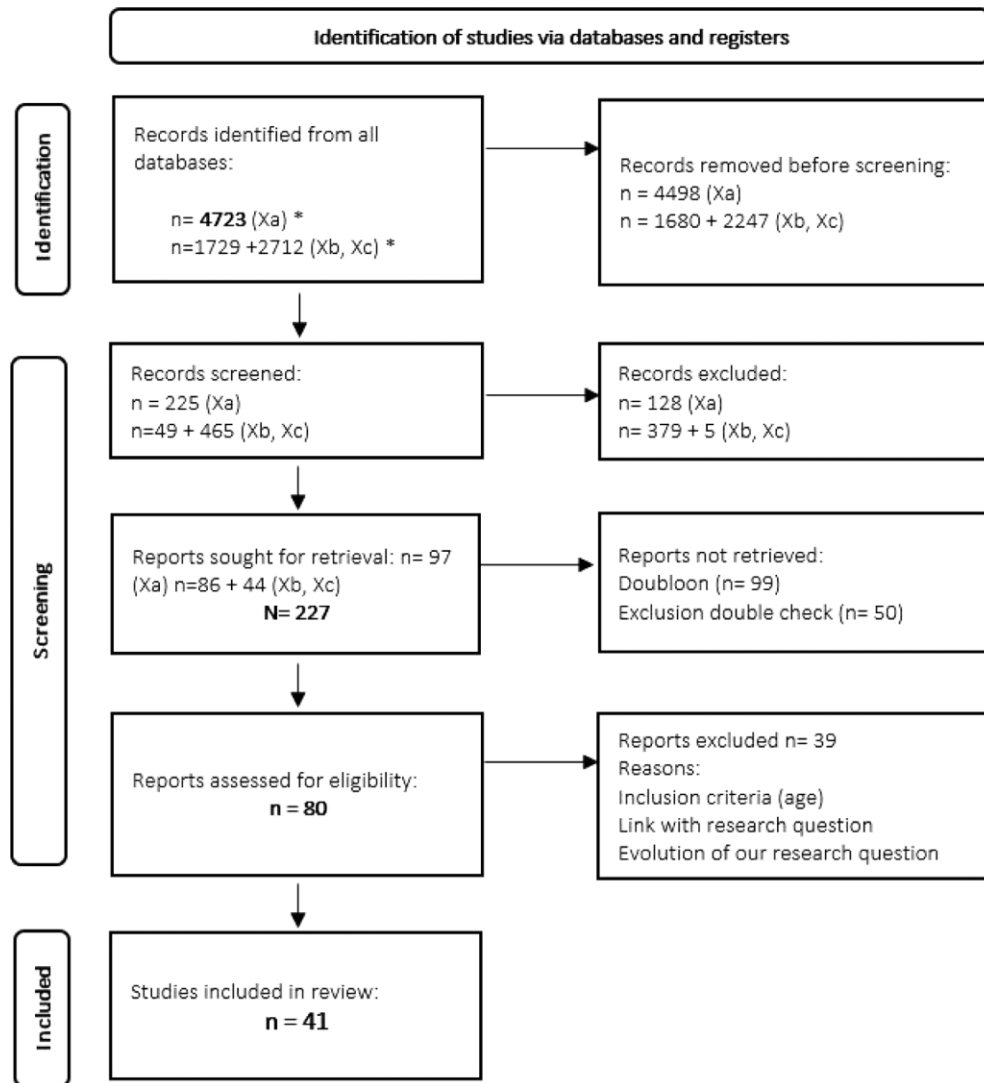 Identification of studies via databases and registers
Identification
Records identified from all
databases:
n= 4723 (Xa) *
n=1729 +2712 (Xb, Xc) *
Records removed before screening:
n = 4498 (Xa)
n = 1680 + 2247 (Xb, Xc)
Screening
Records screened:
n = 225 (Xa)
n=49 + 465 (Xb, Xc)
Records excluded:
n= 128 (Xa)
n= 379 + 5 (Xb, Xc)
Reports sought for retrieval: n= 97
(Xa) n=86 + 44 (Xb, Xc)
N= 227
Reports not retrieved:
Doubloon (n= 99)
Exclusion double check (n= 50)
Reports assessed for eligibility:
n = 80
Reports excluded n= 39
Reasons:
Inclusion criteria (age)
Link with research question
Evolution of our research question
Included
Studies included in review:
n = 41